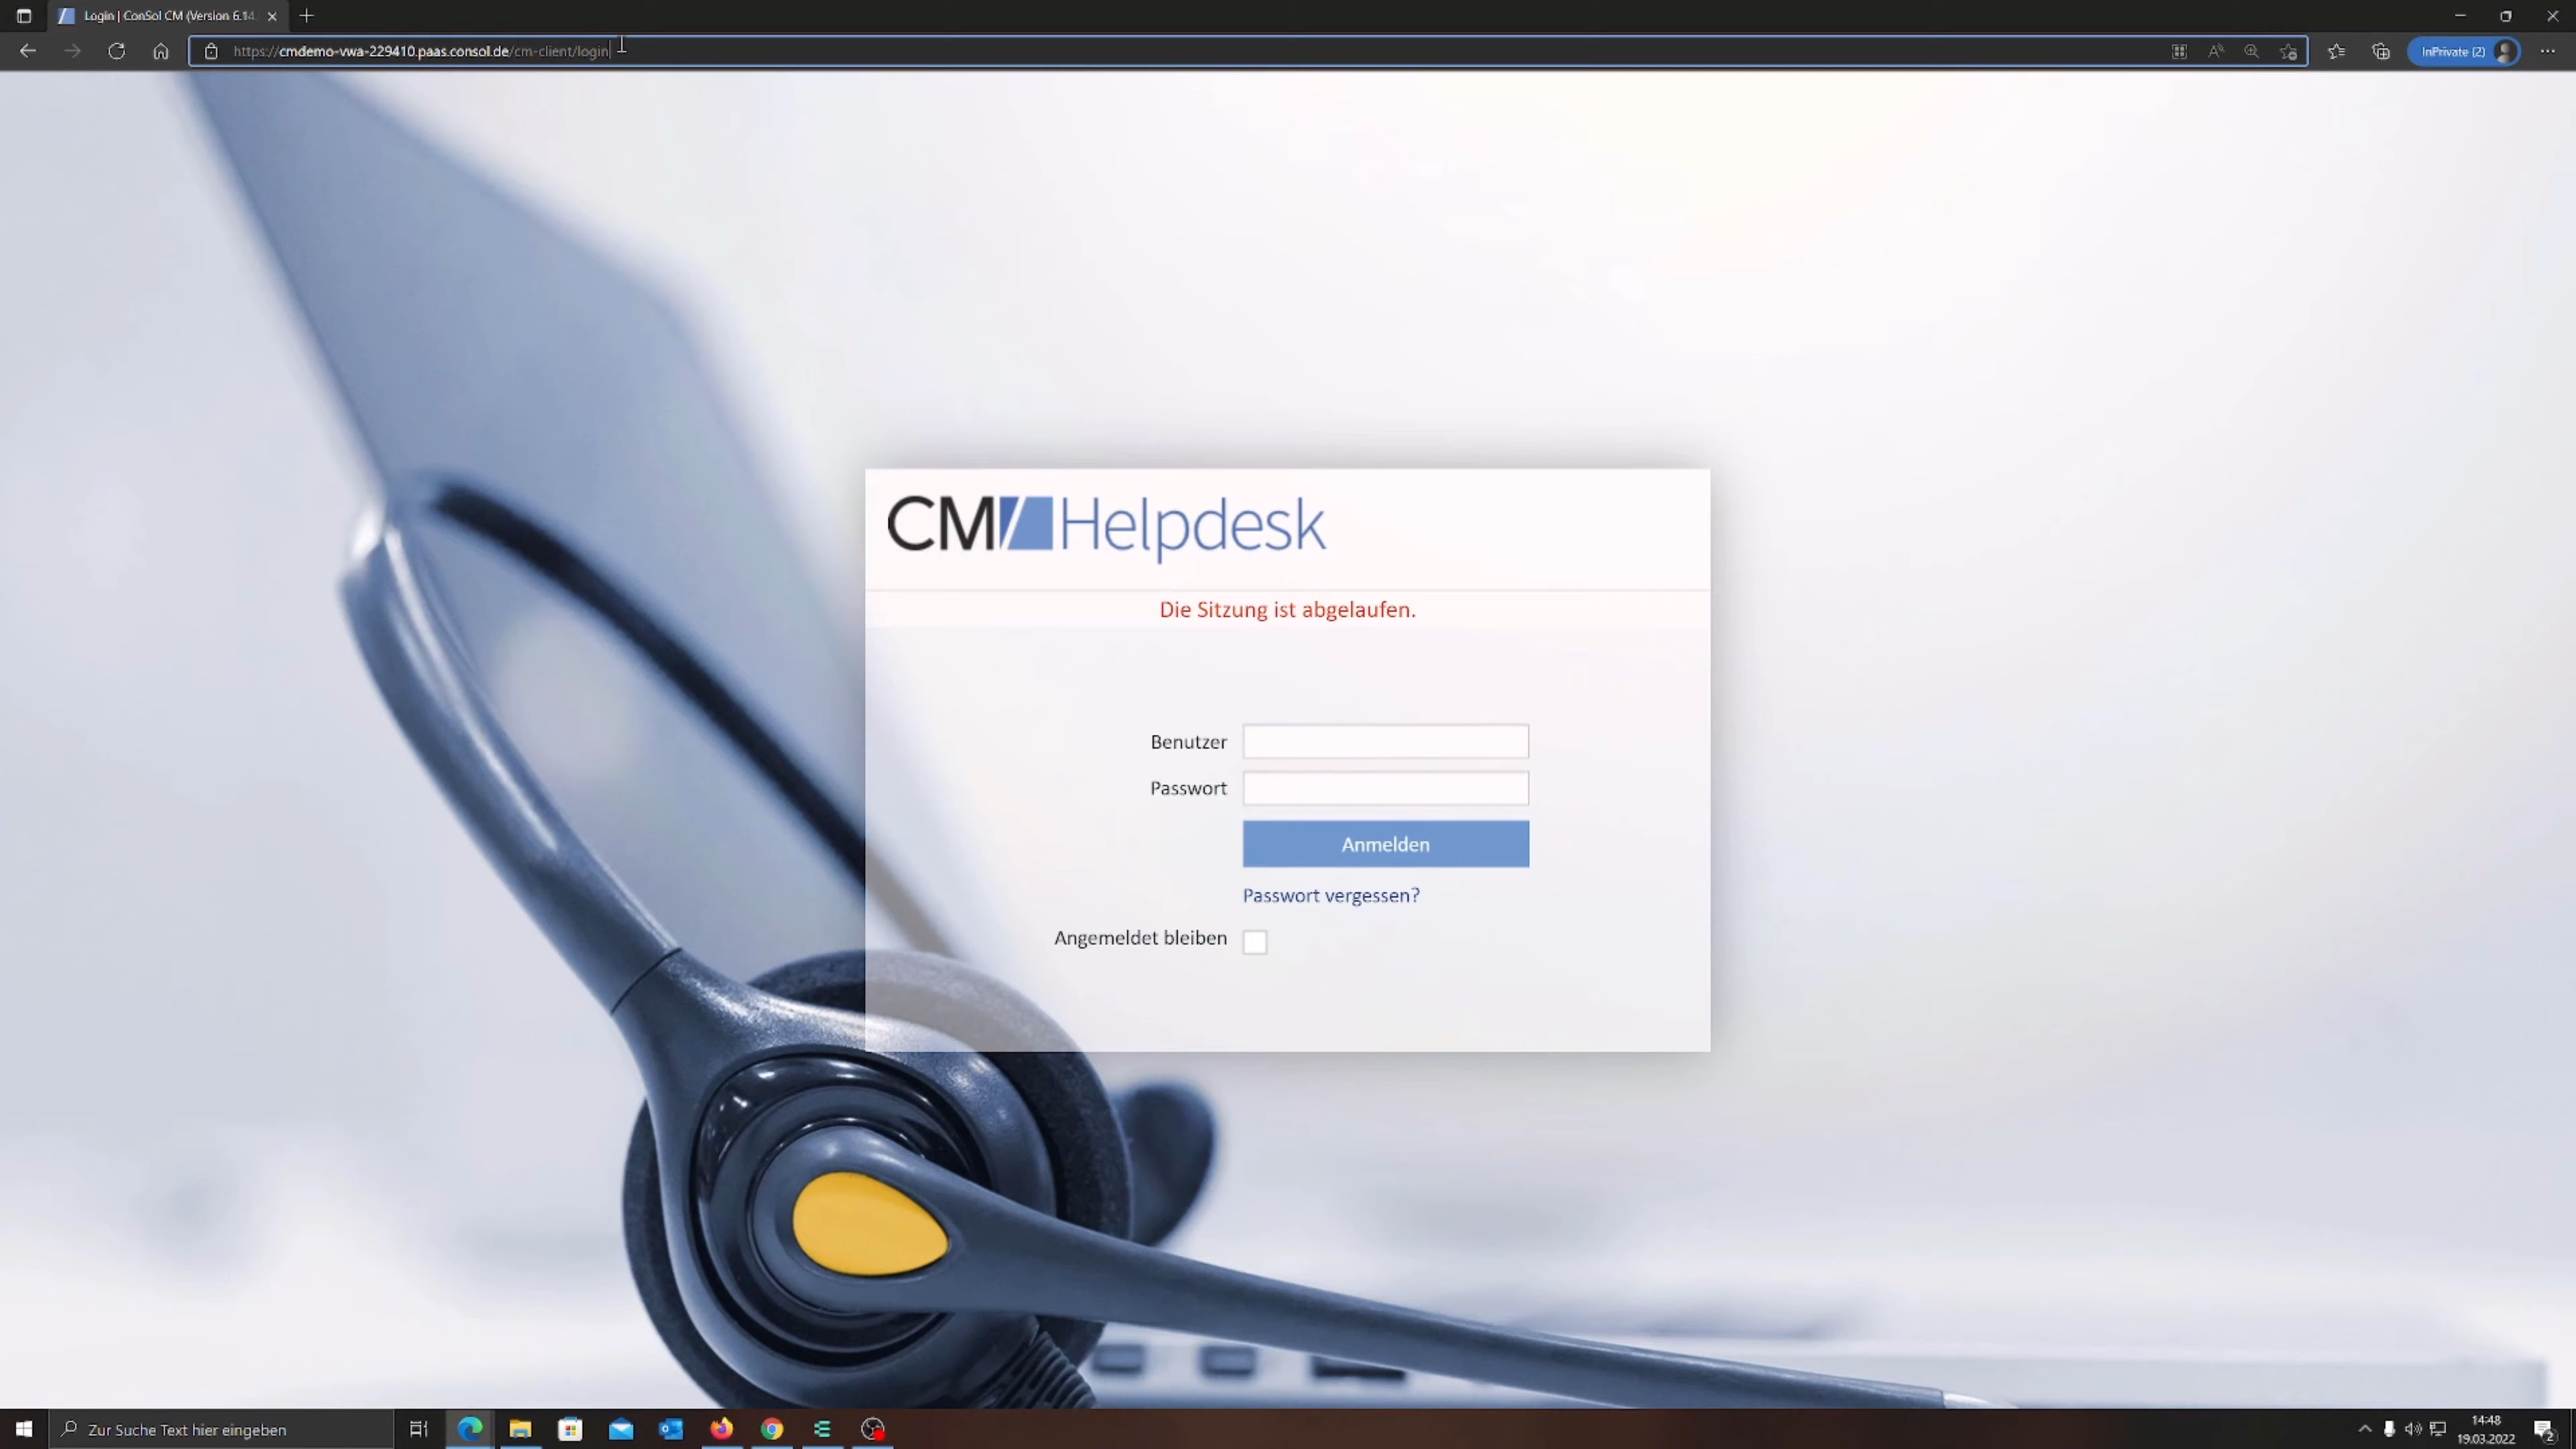 Login | ConSol CM (Version 6.14.
https://cmdemo-vwa-229410.paas.consol.de/cm-client/login
InPrivate (2)
CM/Helpdesk
Die Sitzung ist abgelaufen.
Benutzer
Passwort
Anmelden
Passwort vergessen?
Angemeldet bleiben
Zur Suche Text hier eingeben
14:48
19.03.2022
2